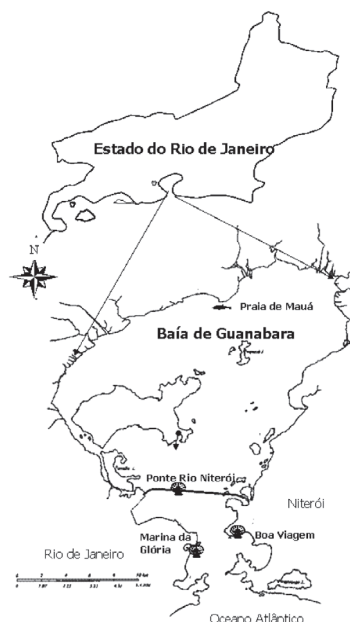 Estado do Rio de Janeiro
N
Praia de Mauá
Baía de Guanabara
Ponte Rio Niterói
Niterói
Marina da
Glória
Boa Viagem
Rio de Janeiro
Oceano Atlântico